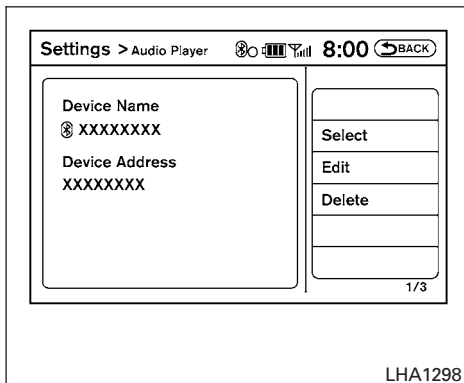 Settings > Audio Player 8:00 BACK
Device Name
XXXXXXXX
Device Address
XXXXXXXX
Select
Edit
Delete
1/3
LHA1298